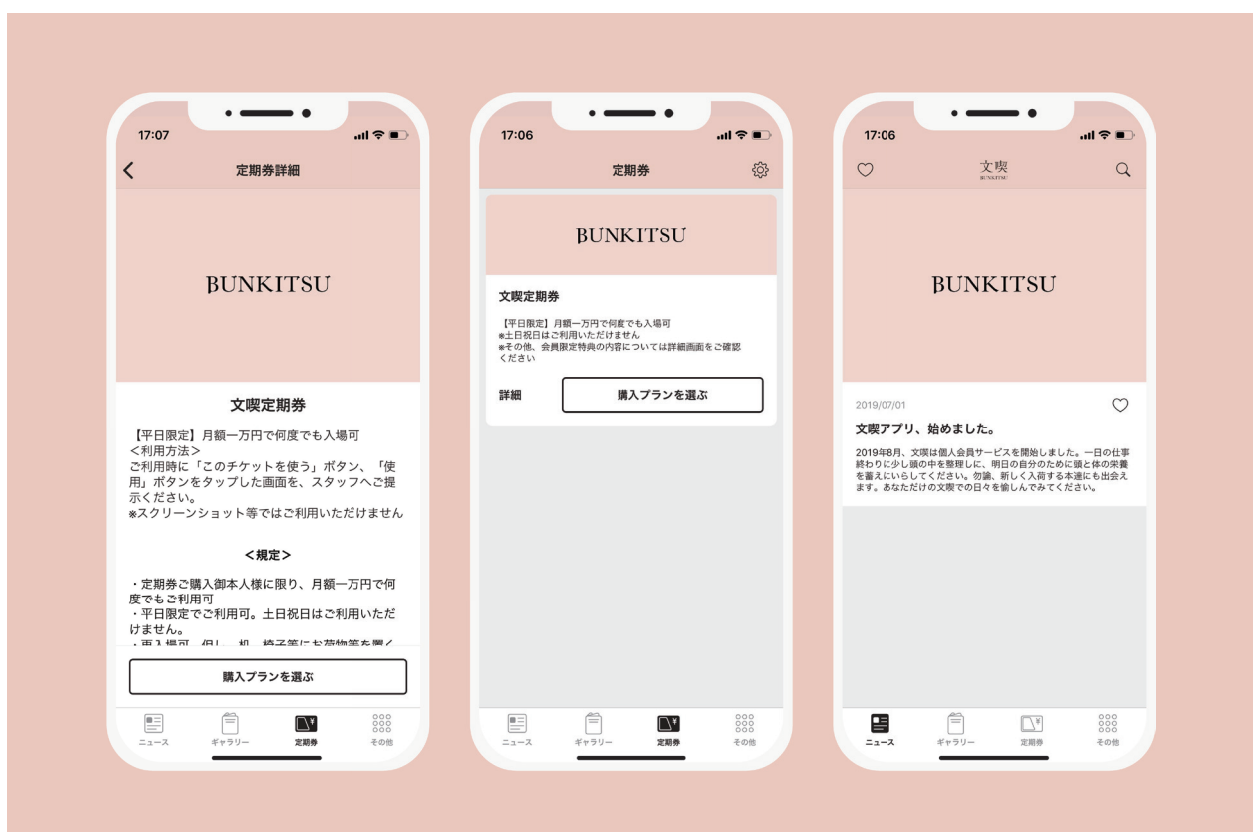 17:07
定期券詳細
BUNKITSU
文喫定期券
【平日限定】月額一万円で何度でも入場可
<利用方法>
ご利用時に「このチケットを使う」ボタン、「使
用」ボタンをタップした画面を、スタッフへご提
示ください。
※スクリーンショット等ではご利用いただけません
<規定>
・定期券ご購入御本人様に限り、月額一万円で何
度でもご利用可
・平日限定でご利用可。土日祝日はご利用いただ
けません。
・再入場可。但し、机、椅子等にお荷物等を置く
購入プランを選ぶ
ニュース
ギャラリー
定期券
その他
17:06
定期券
BUNKITSU
文喫定期券
【平日限定】月額一万円で何度でも入場可
※土日祝日はご利用いただけません
※その他、会員限定特典の内容については詳細画面をご確認
ください
詳細
購入プランを選ぶ
ニュース
ギャラリー
定期券
その他
17:06
文喫
BUNKITSU
BUNKITSU
2019/07/01
文喫アプリ、始めました。
2019年8月、文喫は個人会員サービスを開始しました。一日の仕事
終わりに少し頭の中を整理しに、明日の自分のために頭と体の栄養
を蓄えにいらしてください。勿論、新しく入荷する本達にも出会え
ます。あなただけの文喫での日々を愉しんでみてください。
ニュース
ギャラリー
定期券
その他